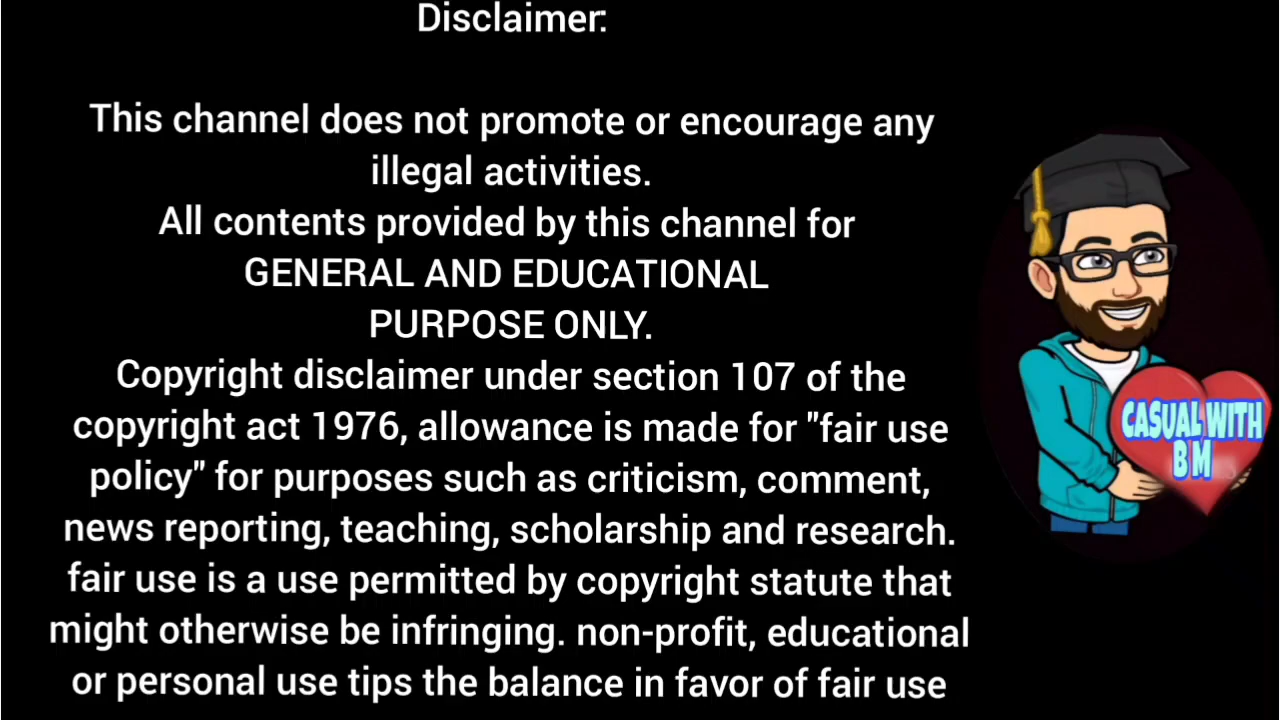 Disclaimer:
This channel does not promote or encourage any
illegal activities.
All contents provided by this channel for
GENERAL AND EDUCATIONAL
PURPOSE ONLY.
Copyright disclaimer under section 107 of the
copyright act 1976, allowance is made for "fair use
policy" for purposes such as criticism, comment,
news reporting, teaching, scholarship and research.
fair use is a use permitted by copyright statute that
might otherwise be infringing. non-profit, educational
or personal use tips the balance in favor of fair use
CASUAL WITH
B M